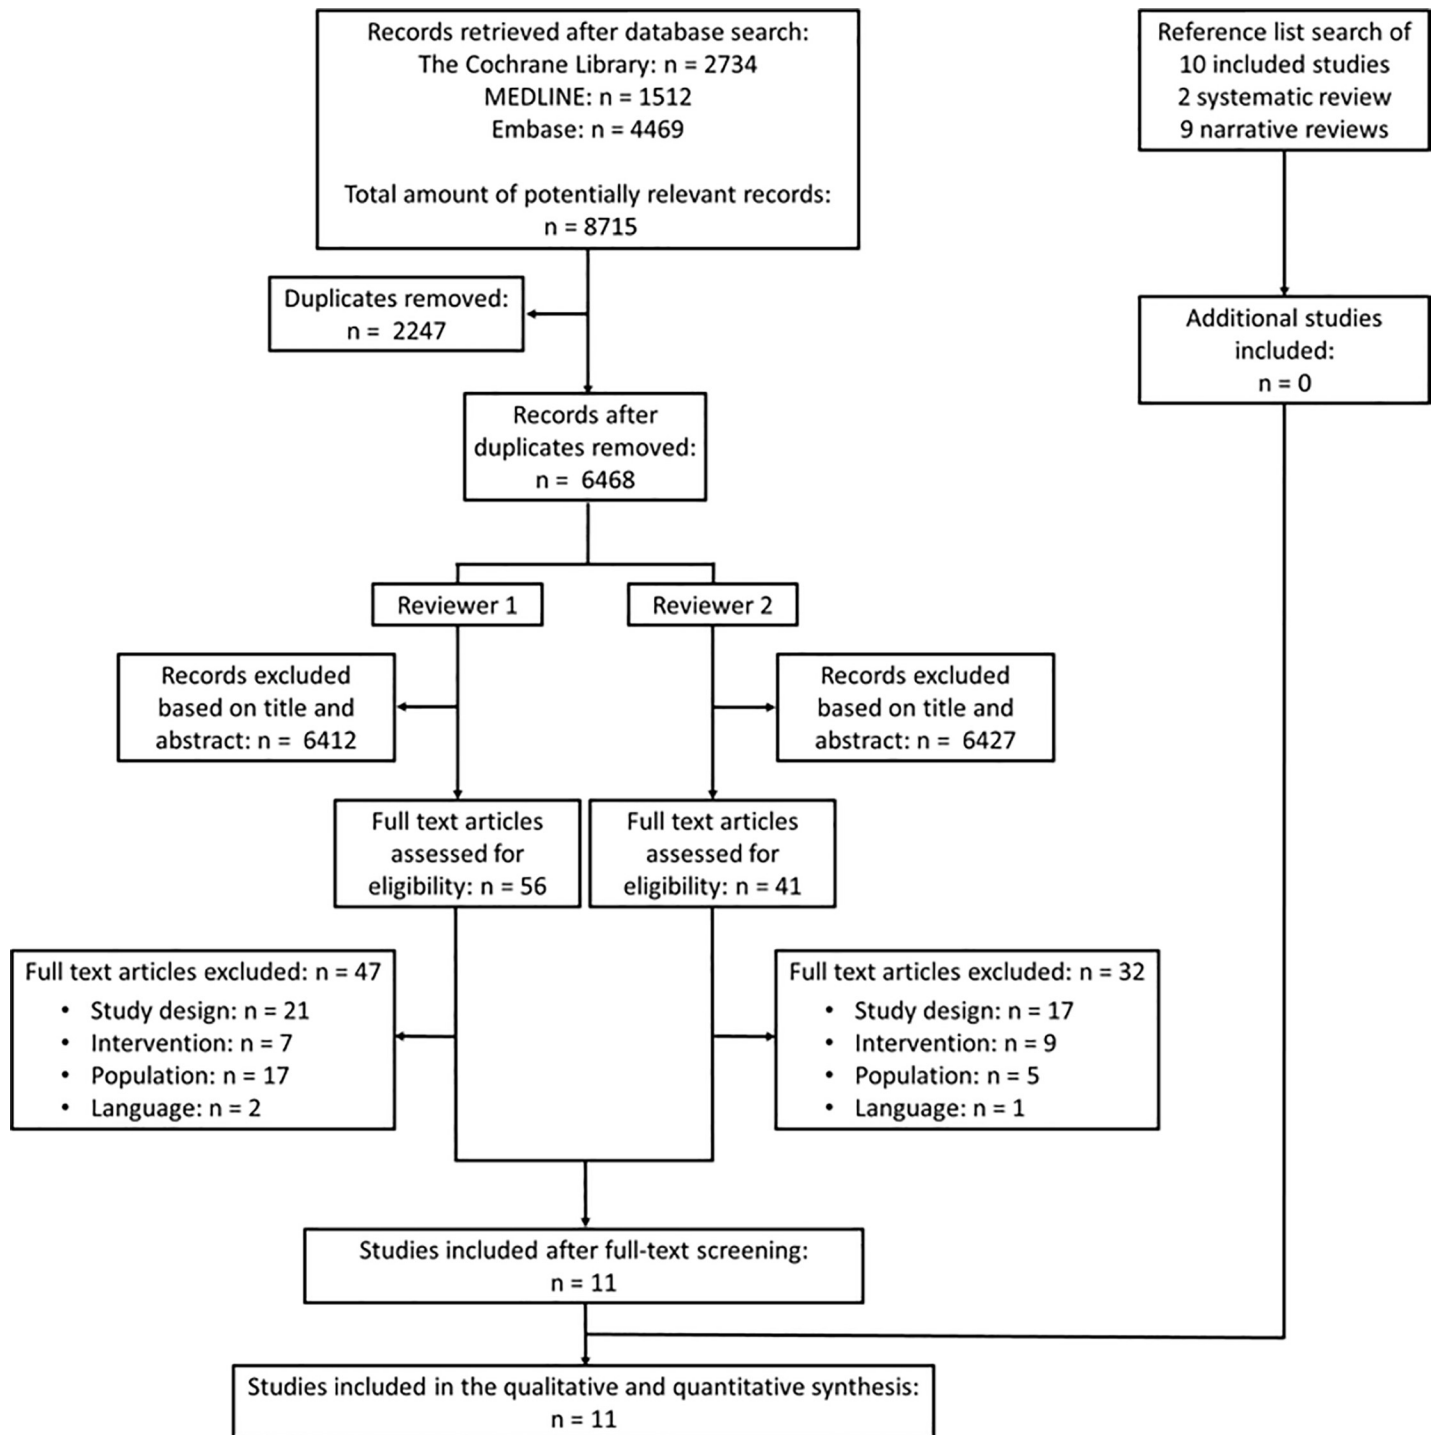 Records retrieved after database search:
The Cochrane Library: n = 2734
MEDLINE: n = 1512
Embase: n = 4469
Total amount of potentially relevant records:
n = 8715
Reference list search of
10 included studies
2 systematic review
9 narrative reviews
Duplicates removed:
n = 2247
Additional studies
included:
n = 0
Records after
duplicates removed:
n = 6468
Reviewer 1
Reviewer 2
Records excluded
based on title and
abstract: n = 6412
Records excluded
based on title and
abstract: n = 6427
Full text articles
assessed for
eligibility: n = 56
Full text articles
assessed for
eligibility: n = 41
Full text articles excluded: n = 47
• Study design: n = 21
• Intervention: n = 7
• Population: n = 17
• Language: n = 2
Full text articles excluded: n = 32
• Study design: n = 17
• Intervention: n = 9
• Population: n = 5
• Language: n = 1
Studies included after full-text screening:
n = 11
Studies included in the qualitative and quantitative synthesis:
n = 11